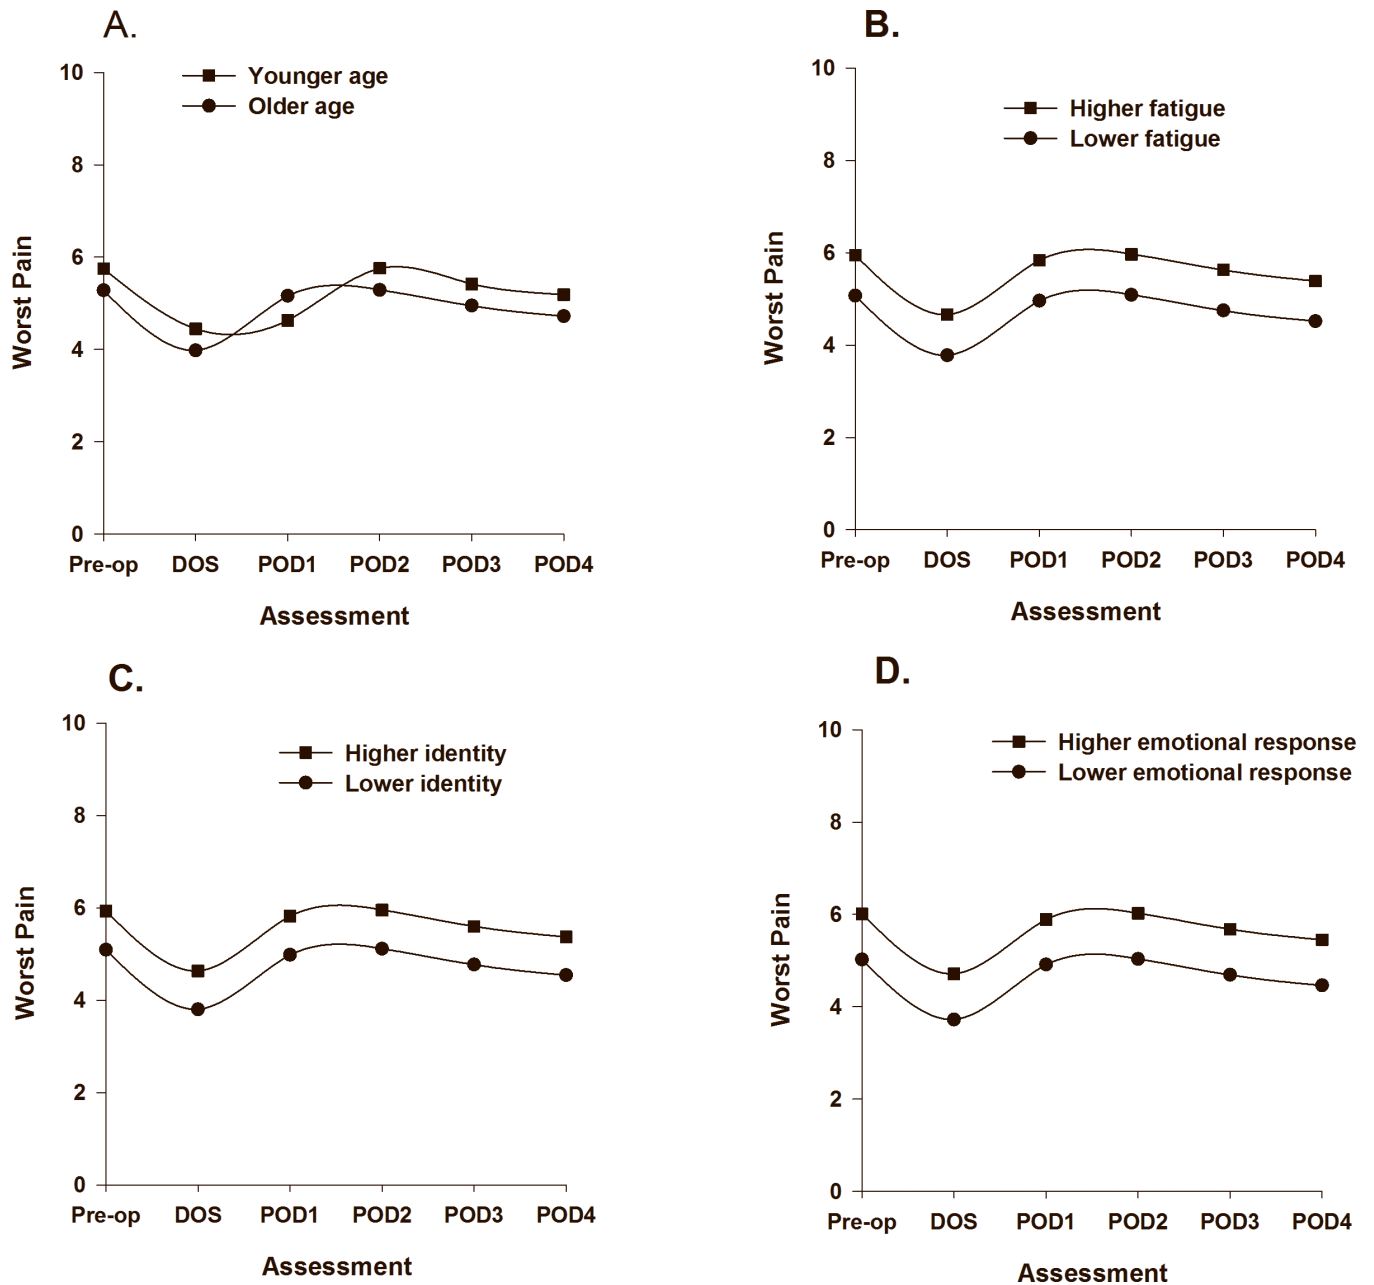 A.
Younger age
Older age
10
8
6
4
2
0
Worst Pain
Pre-op DOS POD1 POD2 POD3 POD4
Assessment
B.
Higher fatigue
Lower fatigue
10
8
6
4
2
0
Worst Pain
Pre-op DOS POD1 POD2 POD3 POD4
Assessment
C.
Higher identity
Lower identity
10
8
6
4
2
0
Worst Pain
Pre-op DOS POD1 POD2 POD3 POD4
Assessment
D.
Higher emotional response
Lower emotional response
10
8
6
4
2
0
Worst Pain
Pre-op DOS POD1 POD2 POD3 POD4
Assessment